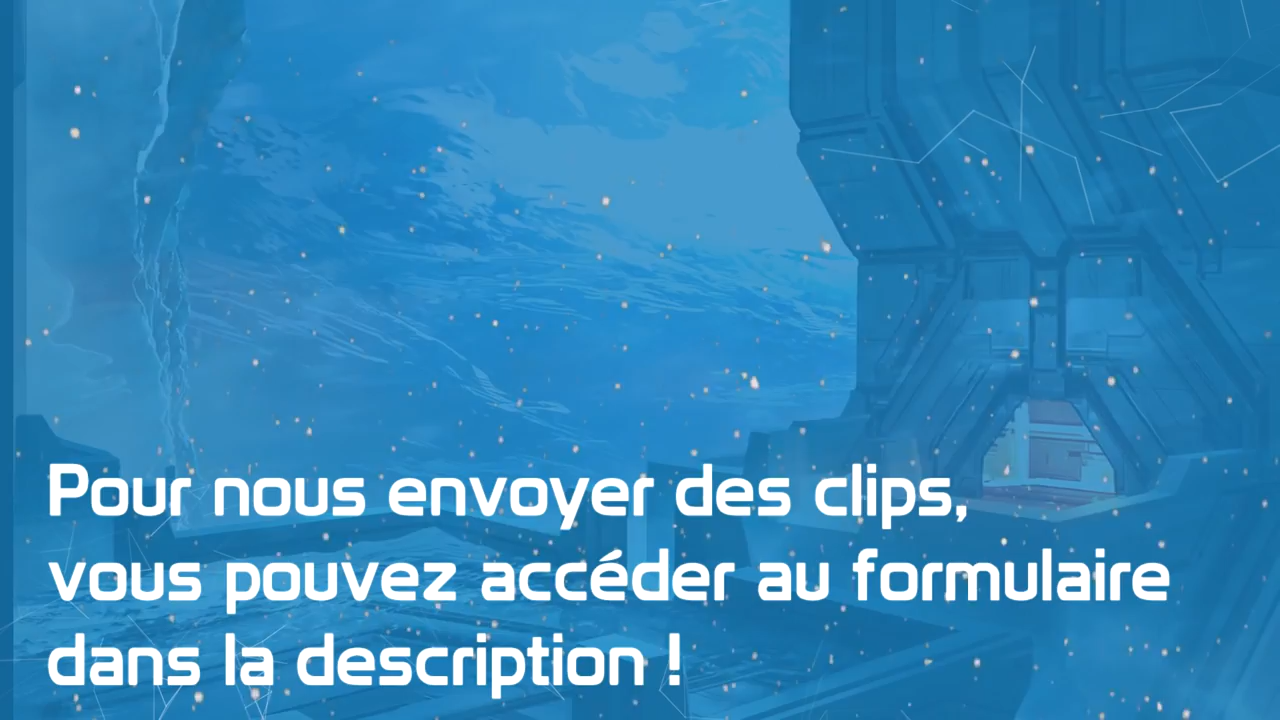 Pour nous envoyer des clips,
vous pouvez accéder au formulaire
dans la description !